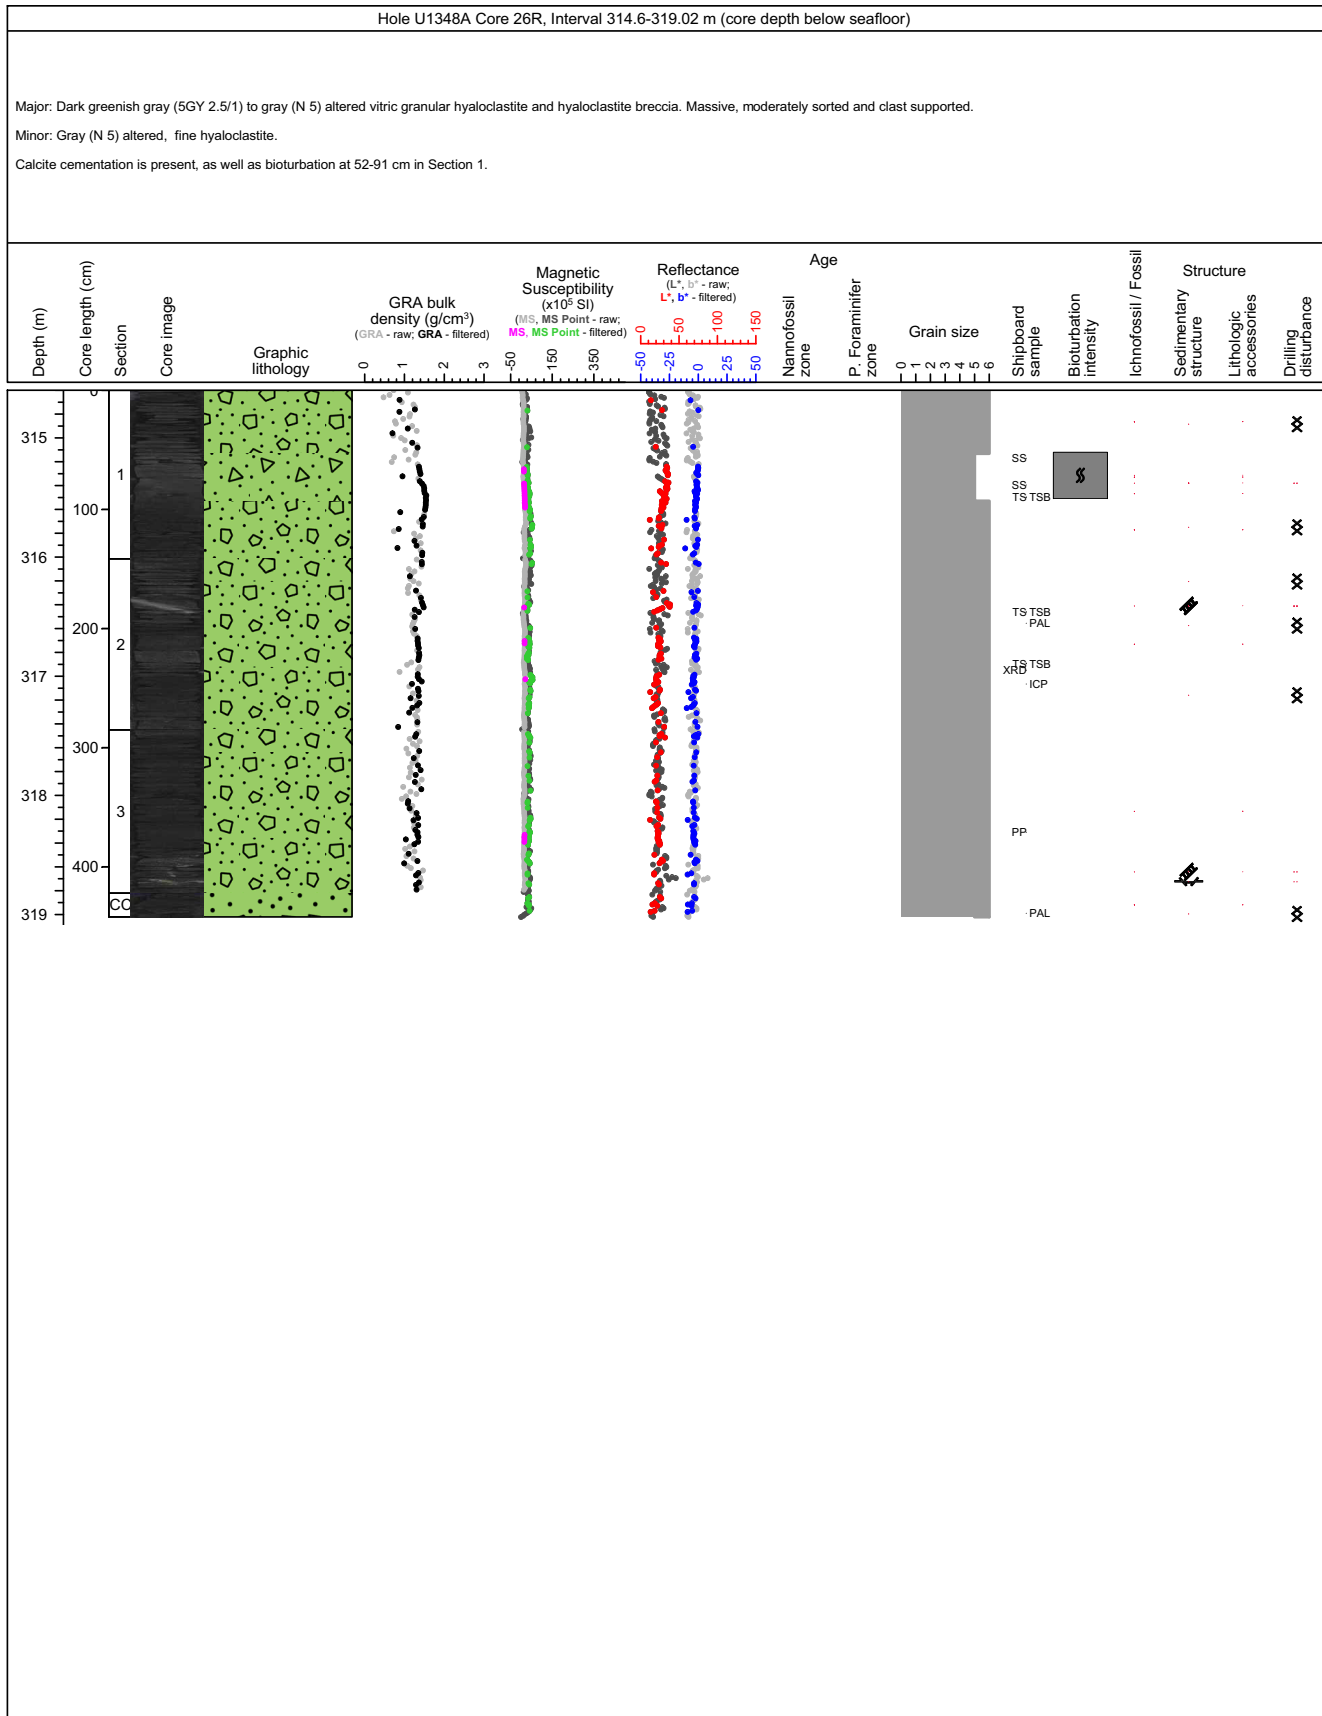 Hole U1348A Core 26R, Interval 314.6-319.02 m (core depth below seafloor)
Major: Dark greenish gray (5GY 2.5/1) to gray (N 5) altered vitric granular hyaloclastite and hyaloclastite breccia. Massive, moderately sorted and clast supported.
Minor: Gray (N 5) altered, fine hyaloclastite.
Calcite cementation is present, as well as bioturbation at 52-91 cm in Section 1.
Depth (m)
Core length (cm)
Section
Core image
Graphic
lithology
GRA bulk
density (g/cm³)
(GRA - raw; GRA - filtered)
0 1 2 3
Magnetic
Susceptibility
(x10⁵ SI)
(MS, MS Point - raw;
MS, MS Point - filtered)
-50 150 350
Reflectance
(L*, b* - raw;
L*, b* - filtered)
0 50 100 150
-50 -25 0 25 50
Age
Nannofossil
zone
P. Foraminifer
zone
Grain size
0 1 2 3 4 5 6
Shipboard
sample
Bioturbation
intensity
Ichnofossil / Fossil
Structure
Sedimentary
structure
Lithologic
accessories
Drilling
disturbance
0
315
SS
1
SS
TS TSB
100
316
TS TSB
PAL
200
2
TS TSB
XRD
317
ICP
300
318
3
PP
400
CC
319
PAL